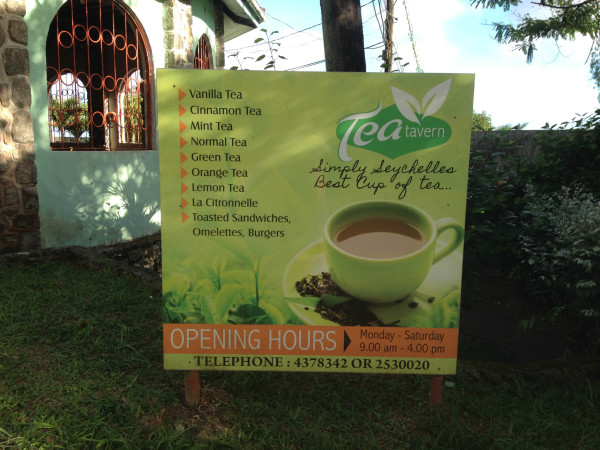 Vanilla Tea
Cinnamon Tea
Mint Tea
Normal Tea
Green Tea
Orange Tea
Lemon Tea
La Citronnelle
Toasted Sandwiches,
Omelettes, Burgers
Tea
tavern
Simply Seychelles
Best Cup of tea...
OPENING HOURS
Monday - Saturday
9.00 am - 4.00 pm
TELEPHONE : 4378342 OR 2530020